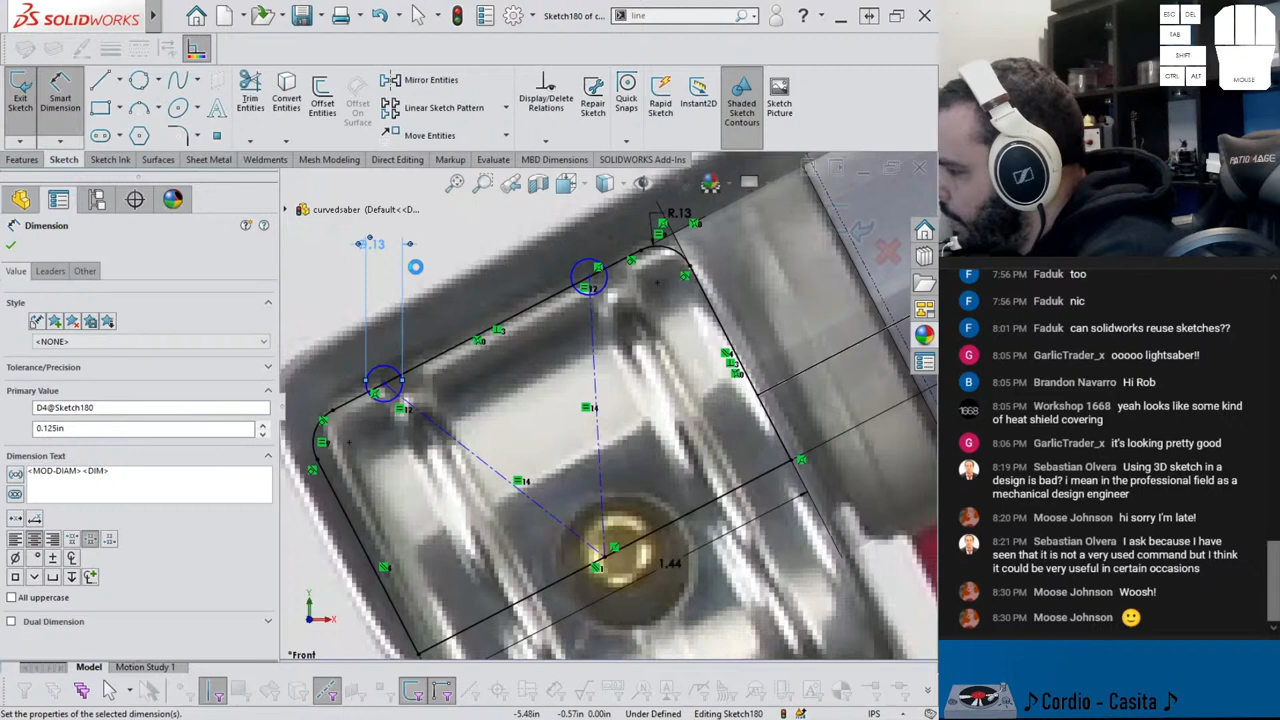 SOLIDWORKS
Sketch180 of c...
line
ESC DEL
TAB
SHIFT
CTRL ALT
MOUSE
Exit Sketch
Smart Dimension
Trim Entities
Convert Entities
Offset Entities
Offset On Surface
Mirror Entities
Linear Sketch Pattern
Move Entities
Display/Delete Relations
Repair Sketch
Quick Snaps
Rapid Sketch
Instant2D
Shaded Sketch Contours
Sketch Picture
Features Sketch Sketch Ink Surfaces Sheet Metal Weldments Mesh Modeling Direct Editing Markup Evaluate MBD Dimensions SOLIDWORKS Add-Ins
curvedsaber (Default<<D...
Dimension
Value Leaders Other
Style
<NONE>
Tolerance/Precision
Primary Value
D4@Sketch180
0.125in
Dimension Text
<MOD-DIAM> <DIM>
All uppercase
Dual Dimension
R.13
.13
12
12
14
14
1.44
Y
X
*Front
Model Motion Study 1
Set the properties of the selected dimension(s).
-5.48in -0.57in 0.00in Under Defined Editing Sketch180 IPS
F 7:56 PM Faduk too
F 7:56 PM Faduk nic
F 8:01 PM Faduk can solidworks reuse sketches??
G 8:05 PM GarlicTrader_x ooooo lightsaber!!
B 8:05 PM Brandon Navarro Hi Rob
1668 8:05 PM Workshop 1668 yeah looks like some kind
of heat shield covering
G 8:06 PM GarlicTrader_x it's looking pretty good
8:19 PM Sebastian Olvera Using 3D sketch in a
design is bad? i mean in the professional field as a
mechanical design engineer
8:20 PM Moose Johnson hi sorry I'm late!
8:21 PM Sebastian Olvera I ask because I have
seen that it is not a very used command but I think
it could be very useful in certain occasions
8:30 PM Moose Johnson Woosh!
8:30 PM Moose Johnson 🙂
♪ Cordio - Casita ♪